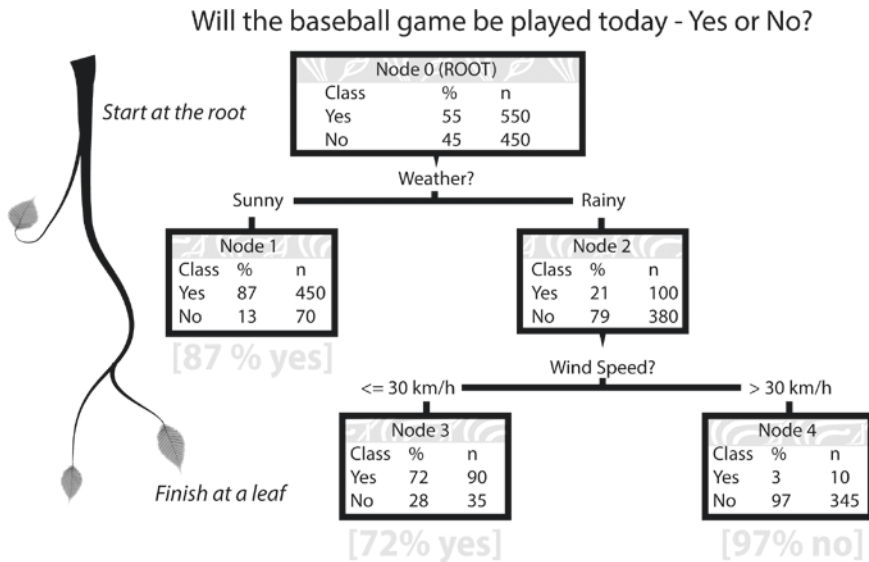 Will the baseball game be played today - Yes or No?
Node 0 (ROOT)
Class % n
Yes 55 550
No 45 450
Start at the root
Weather?
Sunny
Rainy
Node 1
Class % n
Yes 87 450
No 13 70
[87 % yes]
Node 2
Class % n
Yes 21 100
No 79 380
Wind Speed?
<= 30 km/h
> 30 km/h
Node 3
Class % n
Yes 72 90
No 28 35
[72% yes]
Node 4
Class % n
Yes 3 10
No 97 345
[97% no]
Finish at a leaf